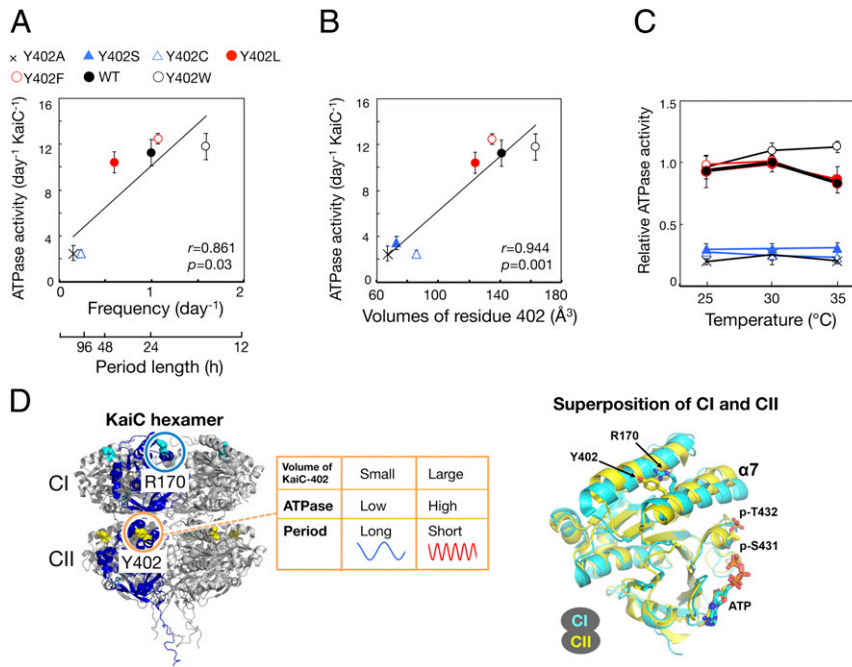 A
B
C
× Y402A ▲ Y402S △ Y402C ● Y402L
○ Y402F ● WT ○ Y402W
ATPase activity (day⁻¹ KaiC⁻¹)
16
12
8
4
0
r=0.861
p=0.03
0 1 2
Frequency (day⁻¹)
96 48 24 12
Period length (h)
ATPase activity (day⁻¹ KaiC⁻¹)
16
12
8
4
0
r=0.944
p=0.001
60 100 140 180
Volumes of residue 402 (Å³)
Relative ATPase activity
1.5
1.0
0.5
0
25 30 35
Temperature (°C)
D
KaiC hexamer
CI
R170
CII
Y402
Volume of KaiC-402 Small Large
ATPase Low High
Period Long Short
Superposition of CI and CII
R170
Y402
α7
p-T432
p-S431
ATP
CI
CII